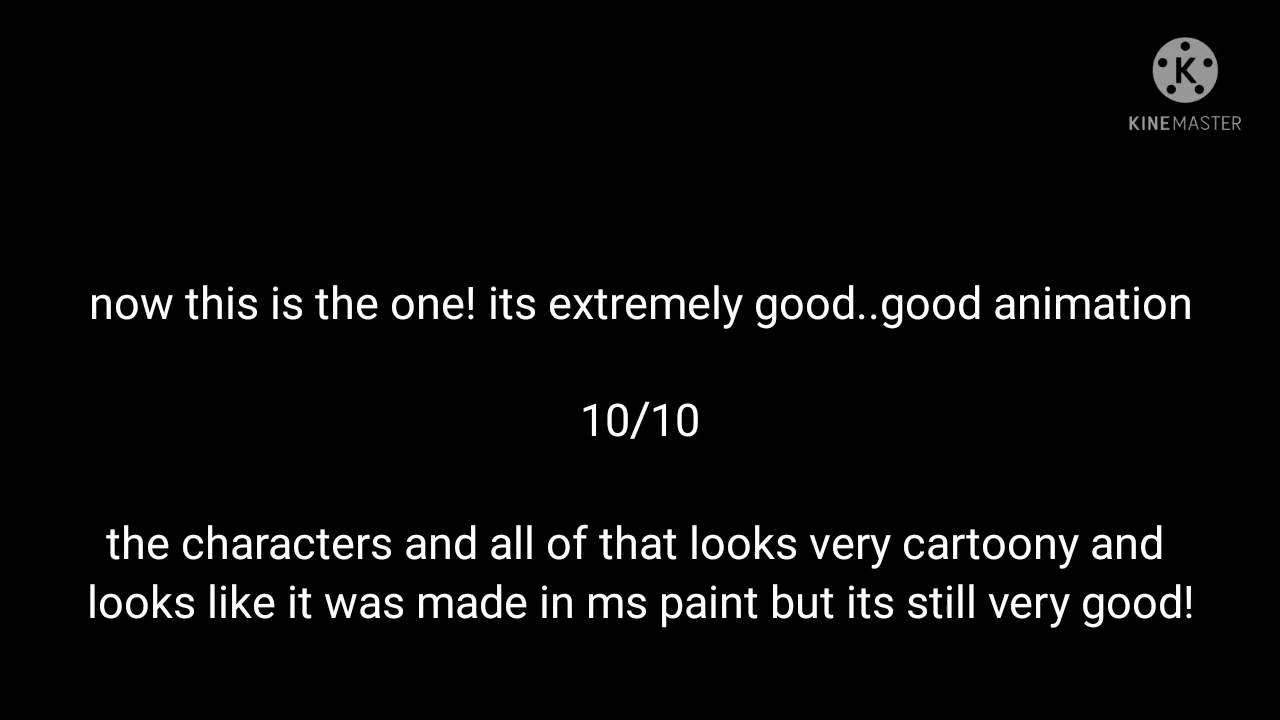 K
KINEMASTER
now this is the one! its extremely good..good animation
10/10
the characters and all of that looks very cartoony and
looks like it was made in ms paint but its still very good!